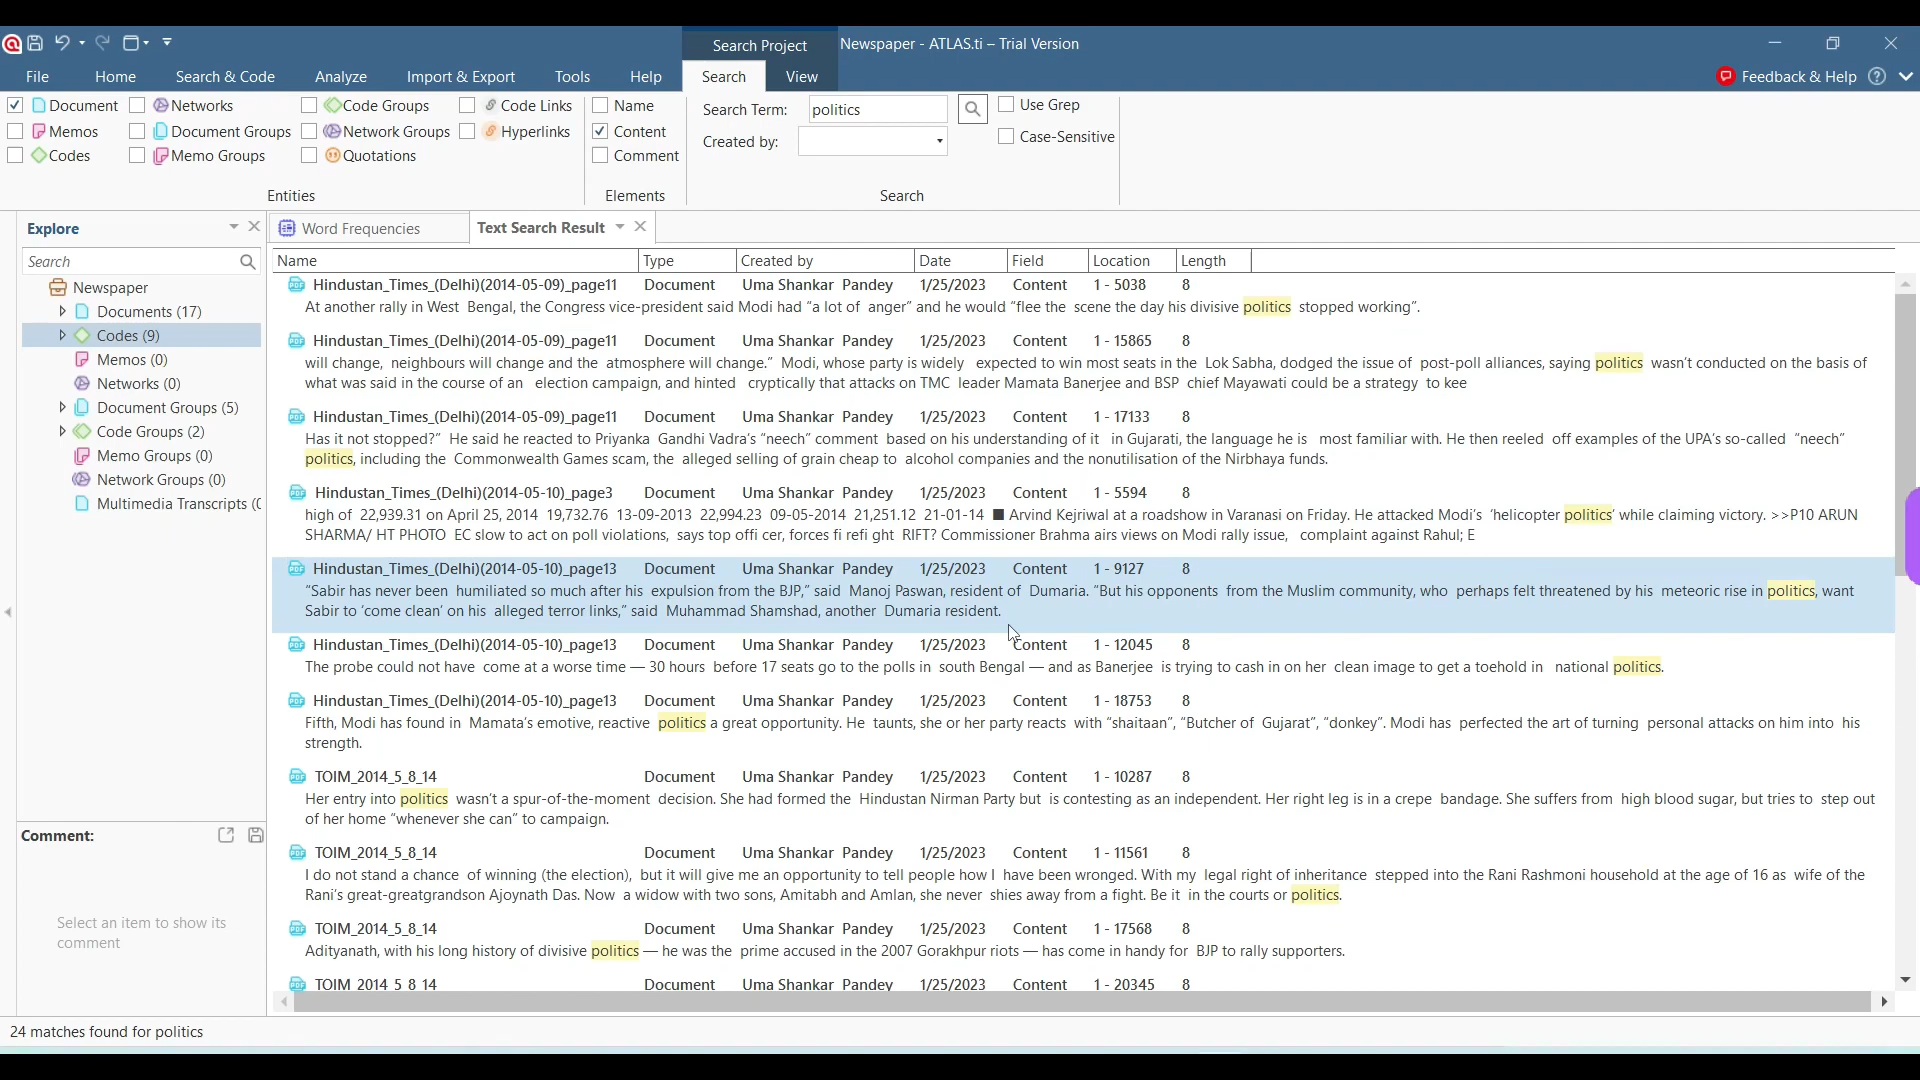 Search Project
Newspaper - ATLAS.ti – Trial Version
File Home Search & Code Analyze Import & Export Tools Help Search View Feedback & Help
Document Networks Code Groups Code Links Name Search Term: politics Use Grep
Memos Document Groups Network Groups Hyperlinks Content Created by: Case-Sensitive
Codes Memo Groups Quotations Comment
Entities Elements Search
Explore
Word Frequencies Text Search Result
Search
Newspaper
Documents (17)
Codes (9)
Memos (0)
Networks (0)
Document Groups (5)
Code Groups (2)
Memo Groups (0)
Network Groups (0)
Multimedia Transcripts (0
Comment:
Select an item to show its
comment
Name Type Created by Date Field Location Length
Hindustan_Times_(Delhi)(2014-05-09)_page11 Document Uma Shankar Pandey 1/25/2023 Content 1 - 5038 8
At another rally in West Bengal, the Congress vice-president said Modi had “a lot of anger” and he would “flee the scene the day his divisive politics stopped working”.
Hindustan_Times_(Delhi)(2014-05-09)_page11 Document Uma Shankar Pandey 1/25/2023 Content 1 - 15865 8
will change, neighbours will change and the atmosphere will change.” Modi, whose party is widely expected to win most seats in the Lok Sabha, dodged the issue of post-poll alliances, saying politics wasn’t conducted on the basis of
what was said in the course of an election campaign, and hinted cryptically that attacks on TMC leader Mamata Banerjee and BSP chief Mayawati could be a strategy to kee
Hindustan_Times_(Delhi)(2014-05-09)_page11 Document Uma Shankar Pandey 1/25/2023 Content 1 - 17133 8
Has it not stopped?” He said he reacted to Priyanka Gandhi Vadra’s “neech” comment based on his understanding of it in Gujarati, the language he is most familiar with. He then reeled off examples of the UPA’s so-called “neech”
politics, including the Commonwealth Games scam, the alleged selling of grain cheap to alcohol companies and the nonutilisation of the Nirbhaya funds.
Hindustan_Times_(Delhi)(2014-05-10)_page3 Document Uma Shankar Pandey 1/25/2023 Content 1 - 5594 8
high of 22,939.31 on April 25, 2014 19,732.76 13-09-2013 22,994.23 09-05-2014 21,251.12 21-01-14 ■ Arvind Kejriwal at a roadshow in Varanasi on Friday. He attacked Modi’s ‘helicopter politics’ while claiming victory. >>P10 ARUN
SHARMA/ HT PHOTO EC slow to act on poll violations, says top offi cer, forces fi refi ght RIFT? Commissioner Brahma airs views on Modi rally issue, complaint against Rahul; E
Hindustan_Times_(Delhi)(2014-05-10)_page13 Document Uma Shankar Pandey 1/25/2023 Content 1 - 9127 8
“Sabir has never been humiliated so much after his expulsion from the BJP,” said Manoj Paswan, resident of Dumaria. “But his opponents from the Muslim community, who perhaps felt threatened by his meteoric rise in politics, want
Sabir to ‘come clean’ on his alleged terror links,” said Muhammad Shamshad, another Dumaria resident.
Hindustan_Times_(Delhi)(2014-05-10)_page13 Document Uma Shankar Pandey 1/25/2023 Content 1 - 12045 8
The probe could not have come at a worse time — 30 hours before 17 seats go to the polls in south Bengal — and as Banerjee is trying to cash in on her clean image to get a toehold in national politics.
Hindustan_Times_(Delhi)(2014-05-10)_page13 Document Uma Shankar Pandey 1/25/2023 Content 1 - 18753 8
Fifth, Modi has found in Mamata’s emotive, reactive politics a great opportunity. He taunts, she or her party reacts with “shaitaan”, “Butcher of Gujarat”, “donkey”. Modi has perfected the art of turning personal attacks on him into his
strength.
TOIM_2014_5_8_14 Document Uma Shankar Pandey 1/25/2023 Content 1 - 10287 8
Her entry into politics wasn’t a spur-of-the-moment decision. She had formed the Hindustan Nirman Party but is contesting as an independent. Her right leg is in a crepe bandage. She suffers from high blood sugar, but tries to step out
of her home “whenever she can” to campaign.
TOIM_2014_5_8_14 Document Uma Shankar Pandey 1/25/2023 Content 1 - 11561 8
I do not stand a chance of winning (the election), but it will give me an opportunity to tell people how I have been wronged. With my legal right of inheritance stepped into the Rani Rashmoni household at the age of 16 as wife of the
Rani’s great-greatgrandson Ajoynath Das. Now a widow with two sons, Amitabh and Amlan, she never shies away from a fight. Be it in the courts or politics.
TOIM_2014_5_8_14 Document Uma Shankar Pandey 1/25/2023 Content 1 - 17568 8
Adityanath, with his long history of divisive politics — he was the prime accused in the 2007 Gorakhpur riots — has come in handy for BJP to rally supporters.
TOIM_2014_5_8_14 Document Uma Shankar Pandey 1/25/2023 Content 1 - 20345 8
24 matches found for politics